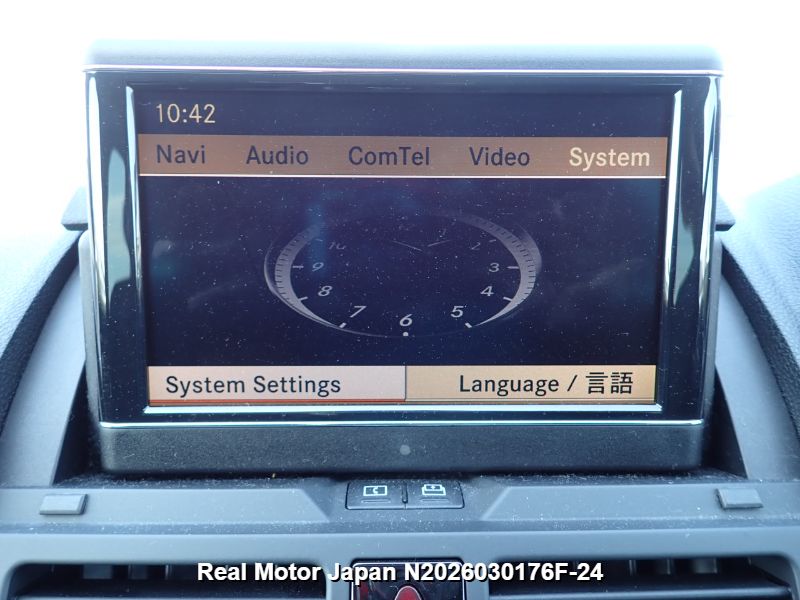 10:42
Navi Audio ComTel Video System
10 2
9 3
8 4
7 5
6
System Settings Language / 言語
Real Motor Japan N2026030176F-24